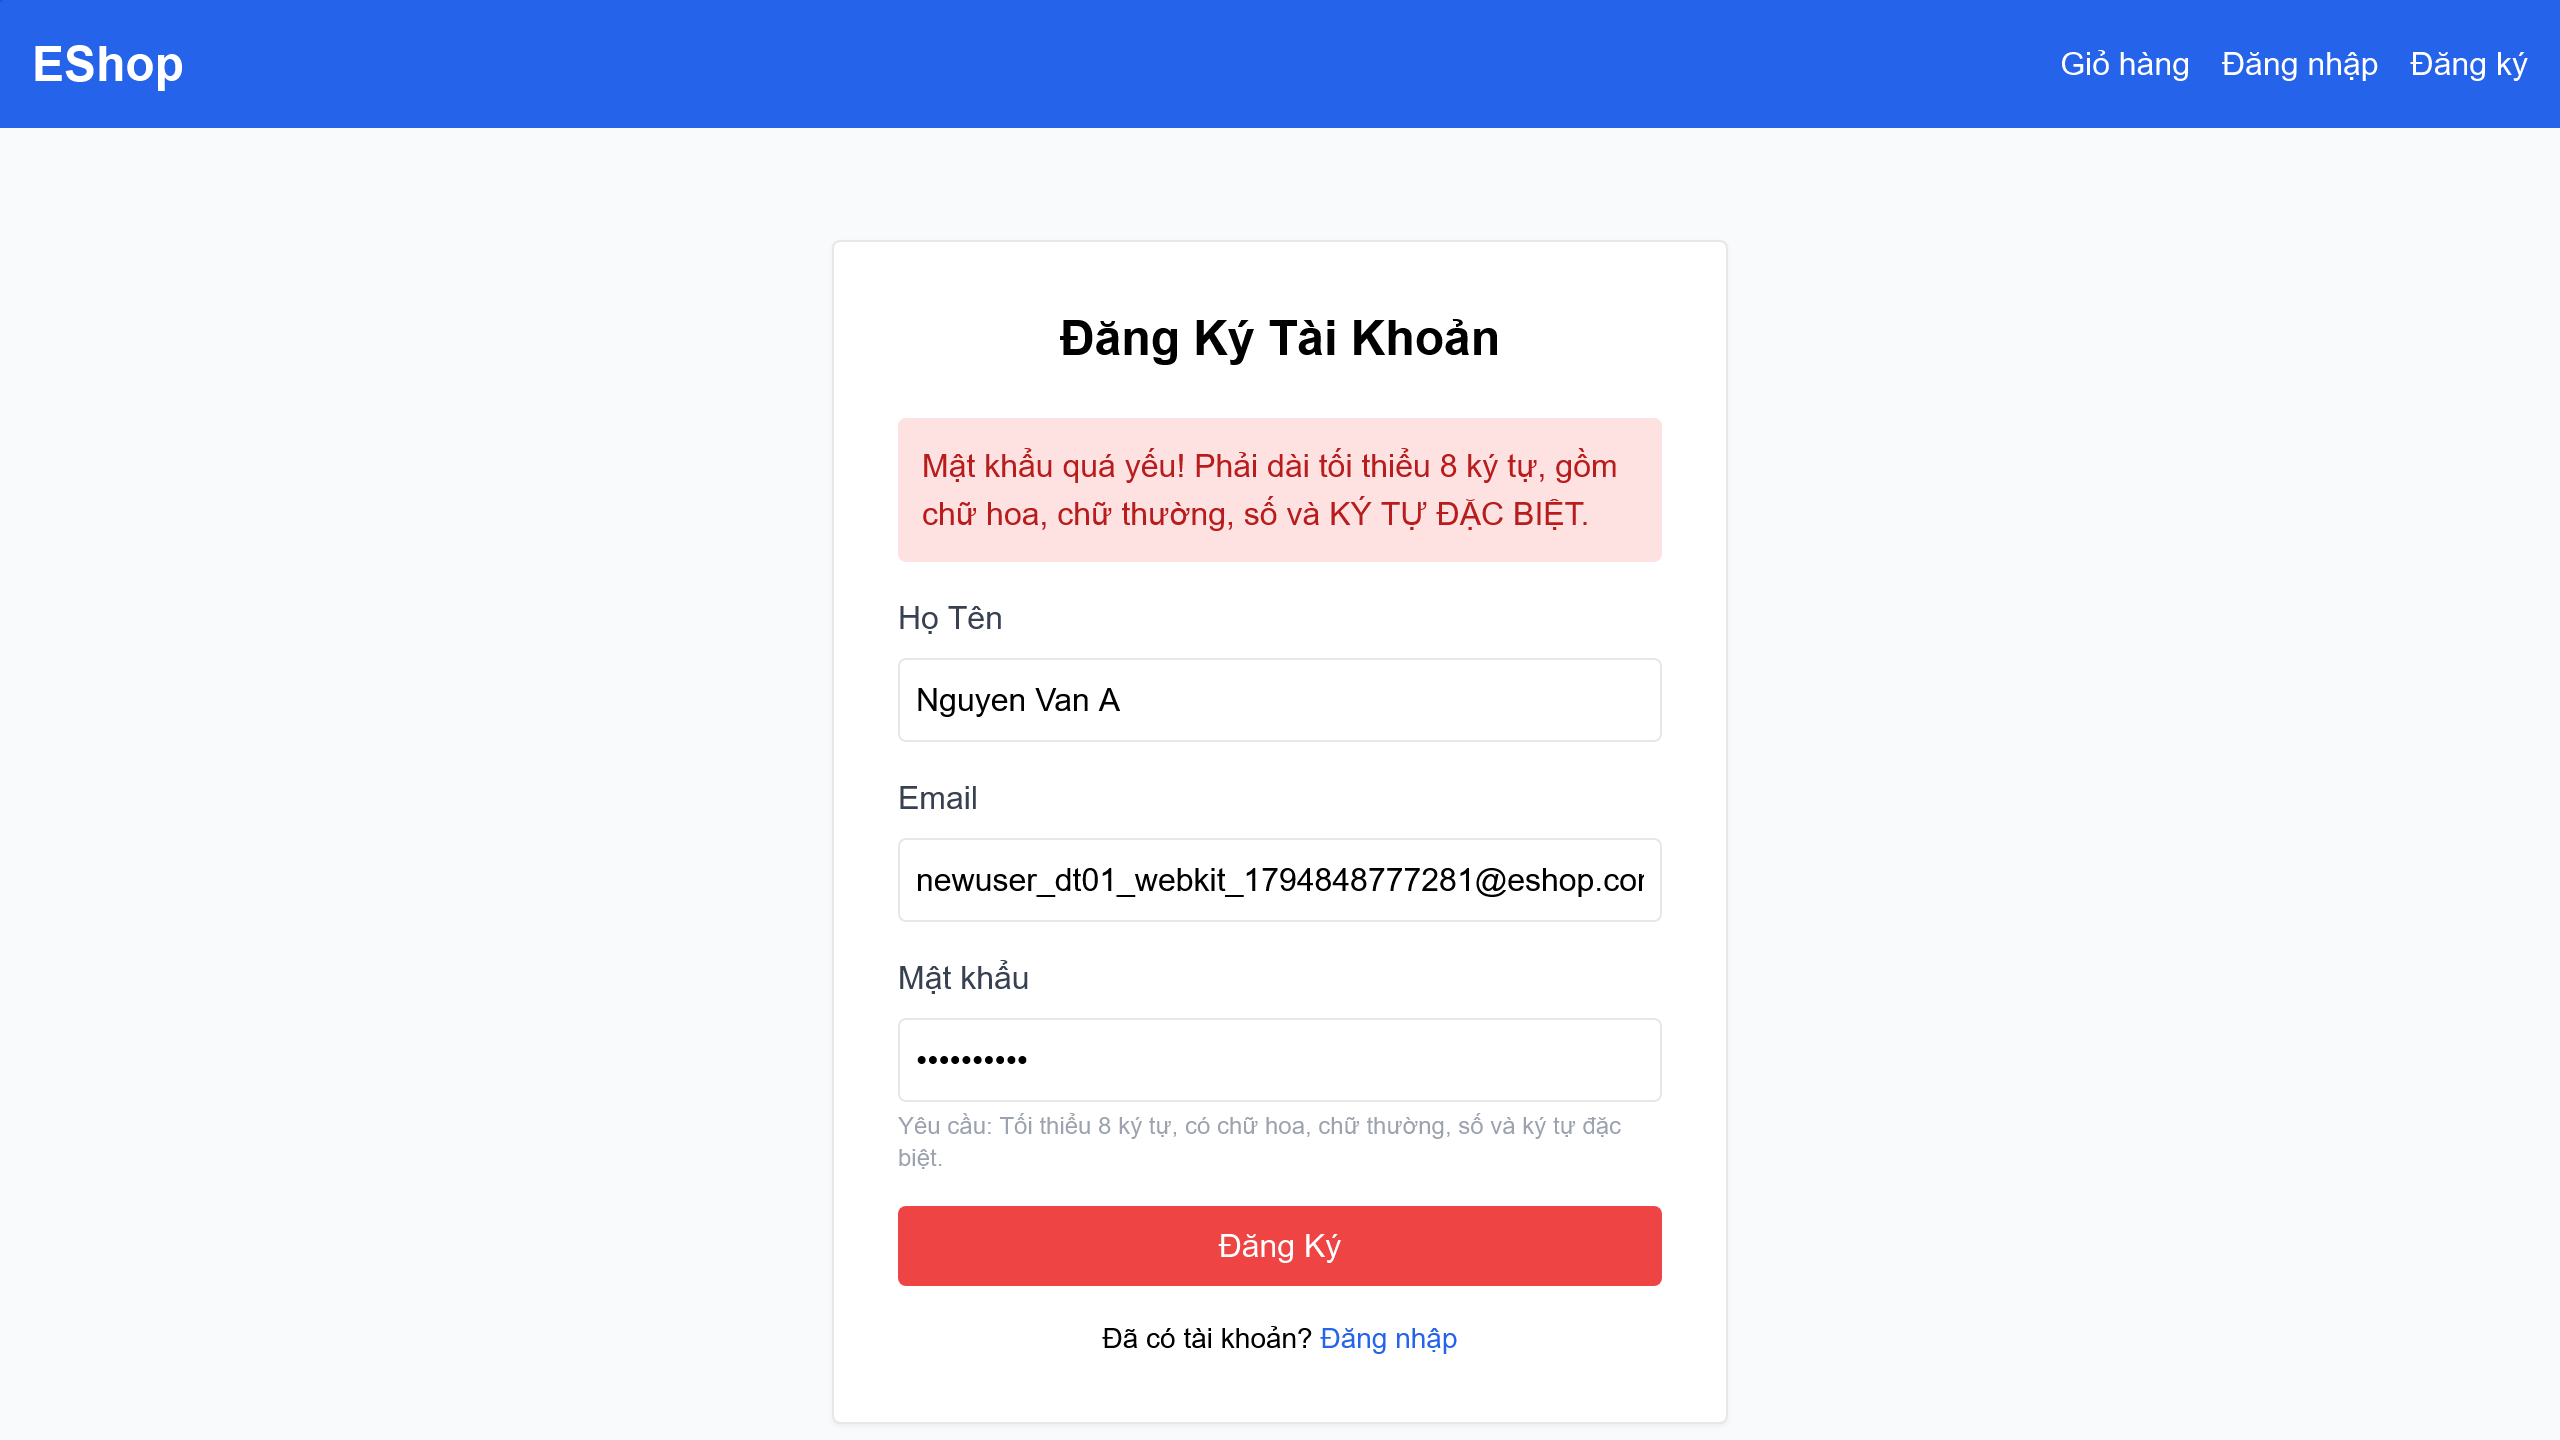 EShop
Giỏ hàng
Đăng nhập
Đăng ký
Đăng Ký Tài Khoản
Mật khẩu quá yếu! Phải dài tối thiểu 8 ký tự, gồm
chữ hoa, chữ thường, số và KÝ TỰ ĐẶC BIỆT.
Họ Tên
Nguyen Van A
Email
newuser_dt01_webkit_1794848777281@eshop.com
Mật khẩu
••••••••••
Yêu cầu: Tối thiểu 8 ký tự, có chữ hoa, chữ thường, số và ký tự đặc
biệt.
Đăng Ký
Đã có tài khoản? Đăng nhập